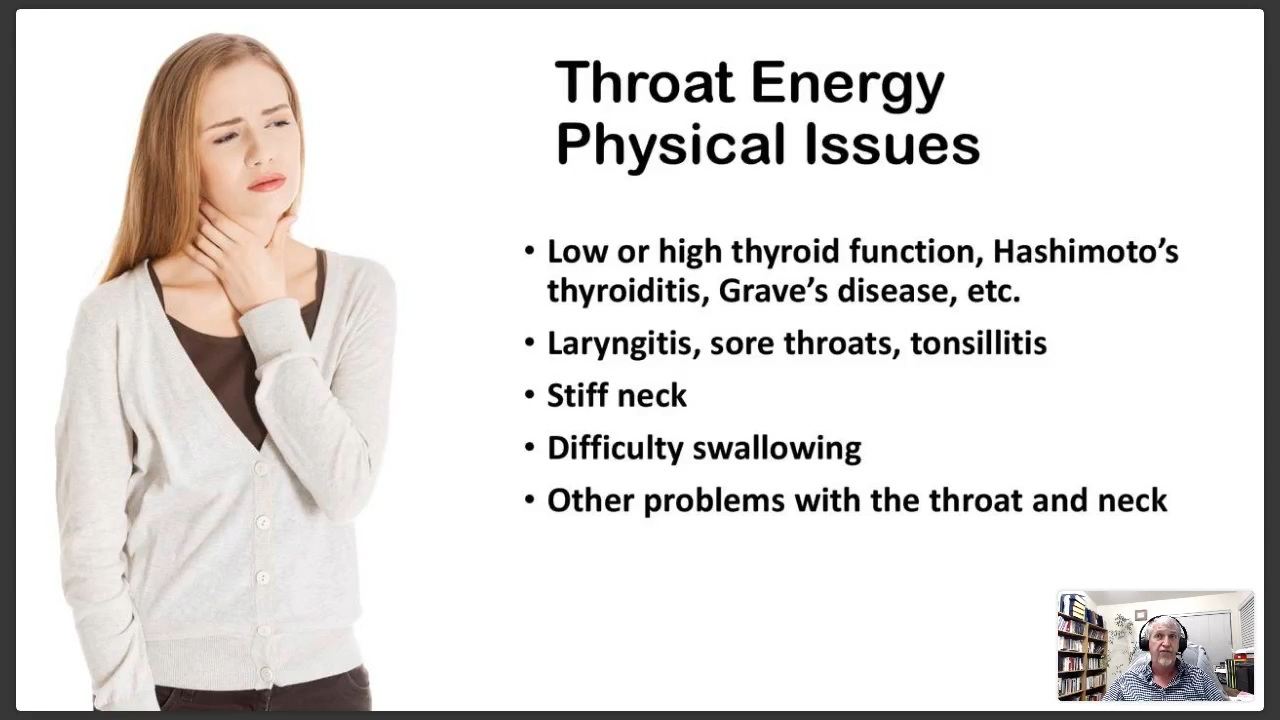 Throat Energy
Physical Issues
• Low or high thyroid function, Hashimoto’s
thyroiditis, Grave’s disease, etc.
• Laryngitis, sore throats, tonsillitis
• Stiff neck
• Difficulty swallowing
• Other problems with the throat and neck